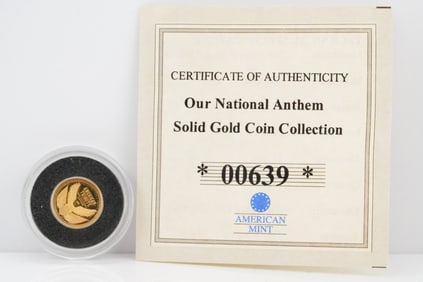 CERTIFICATE OF AUTHENTICITY
Our National Anthem
Solid Gold Coin Collection
* 00639 *
AMERICAN
MINT